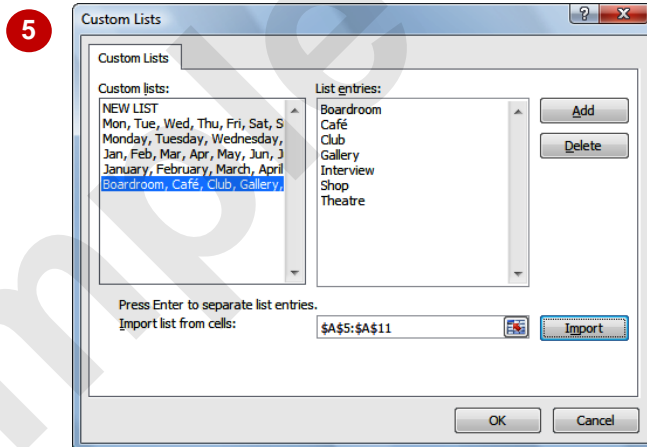 5
Custom Lists
?
X
Custom Lists
Custom lists:
NEW LIST
Mon, Tue, Wed, Thu, Fri, Sat, S
Monday, Tuesday, Wednesday,
Jan, Feb, Mar, Apr, May, Jun, J
January, February, March, April
Boardroom, Café, Club, Gallery,
List entries:
Boardroom
Café
Club
Gallery
Interview
Shop
Theatre
Add
Delete
Press Enter to separate list entries.
Import list from cells:
$A$5:$A$11
Import
OK
Cancel